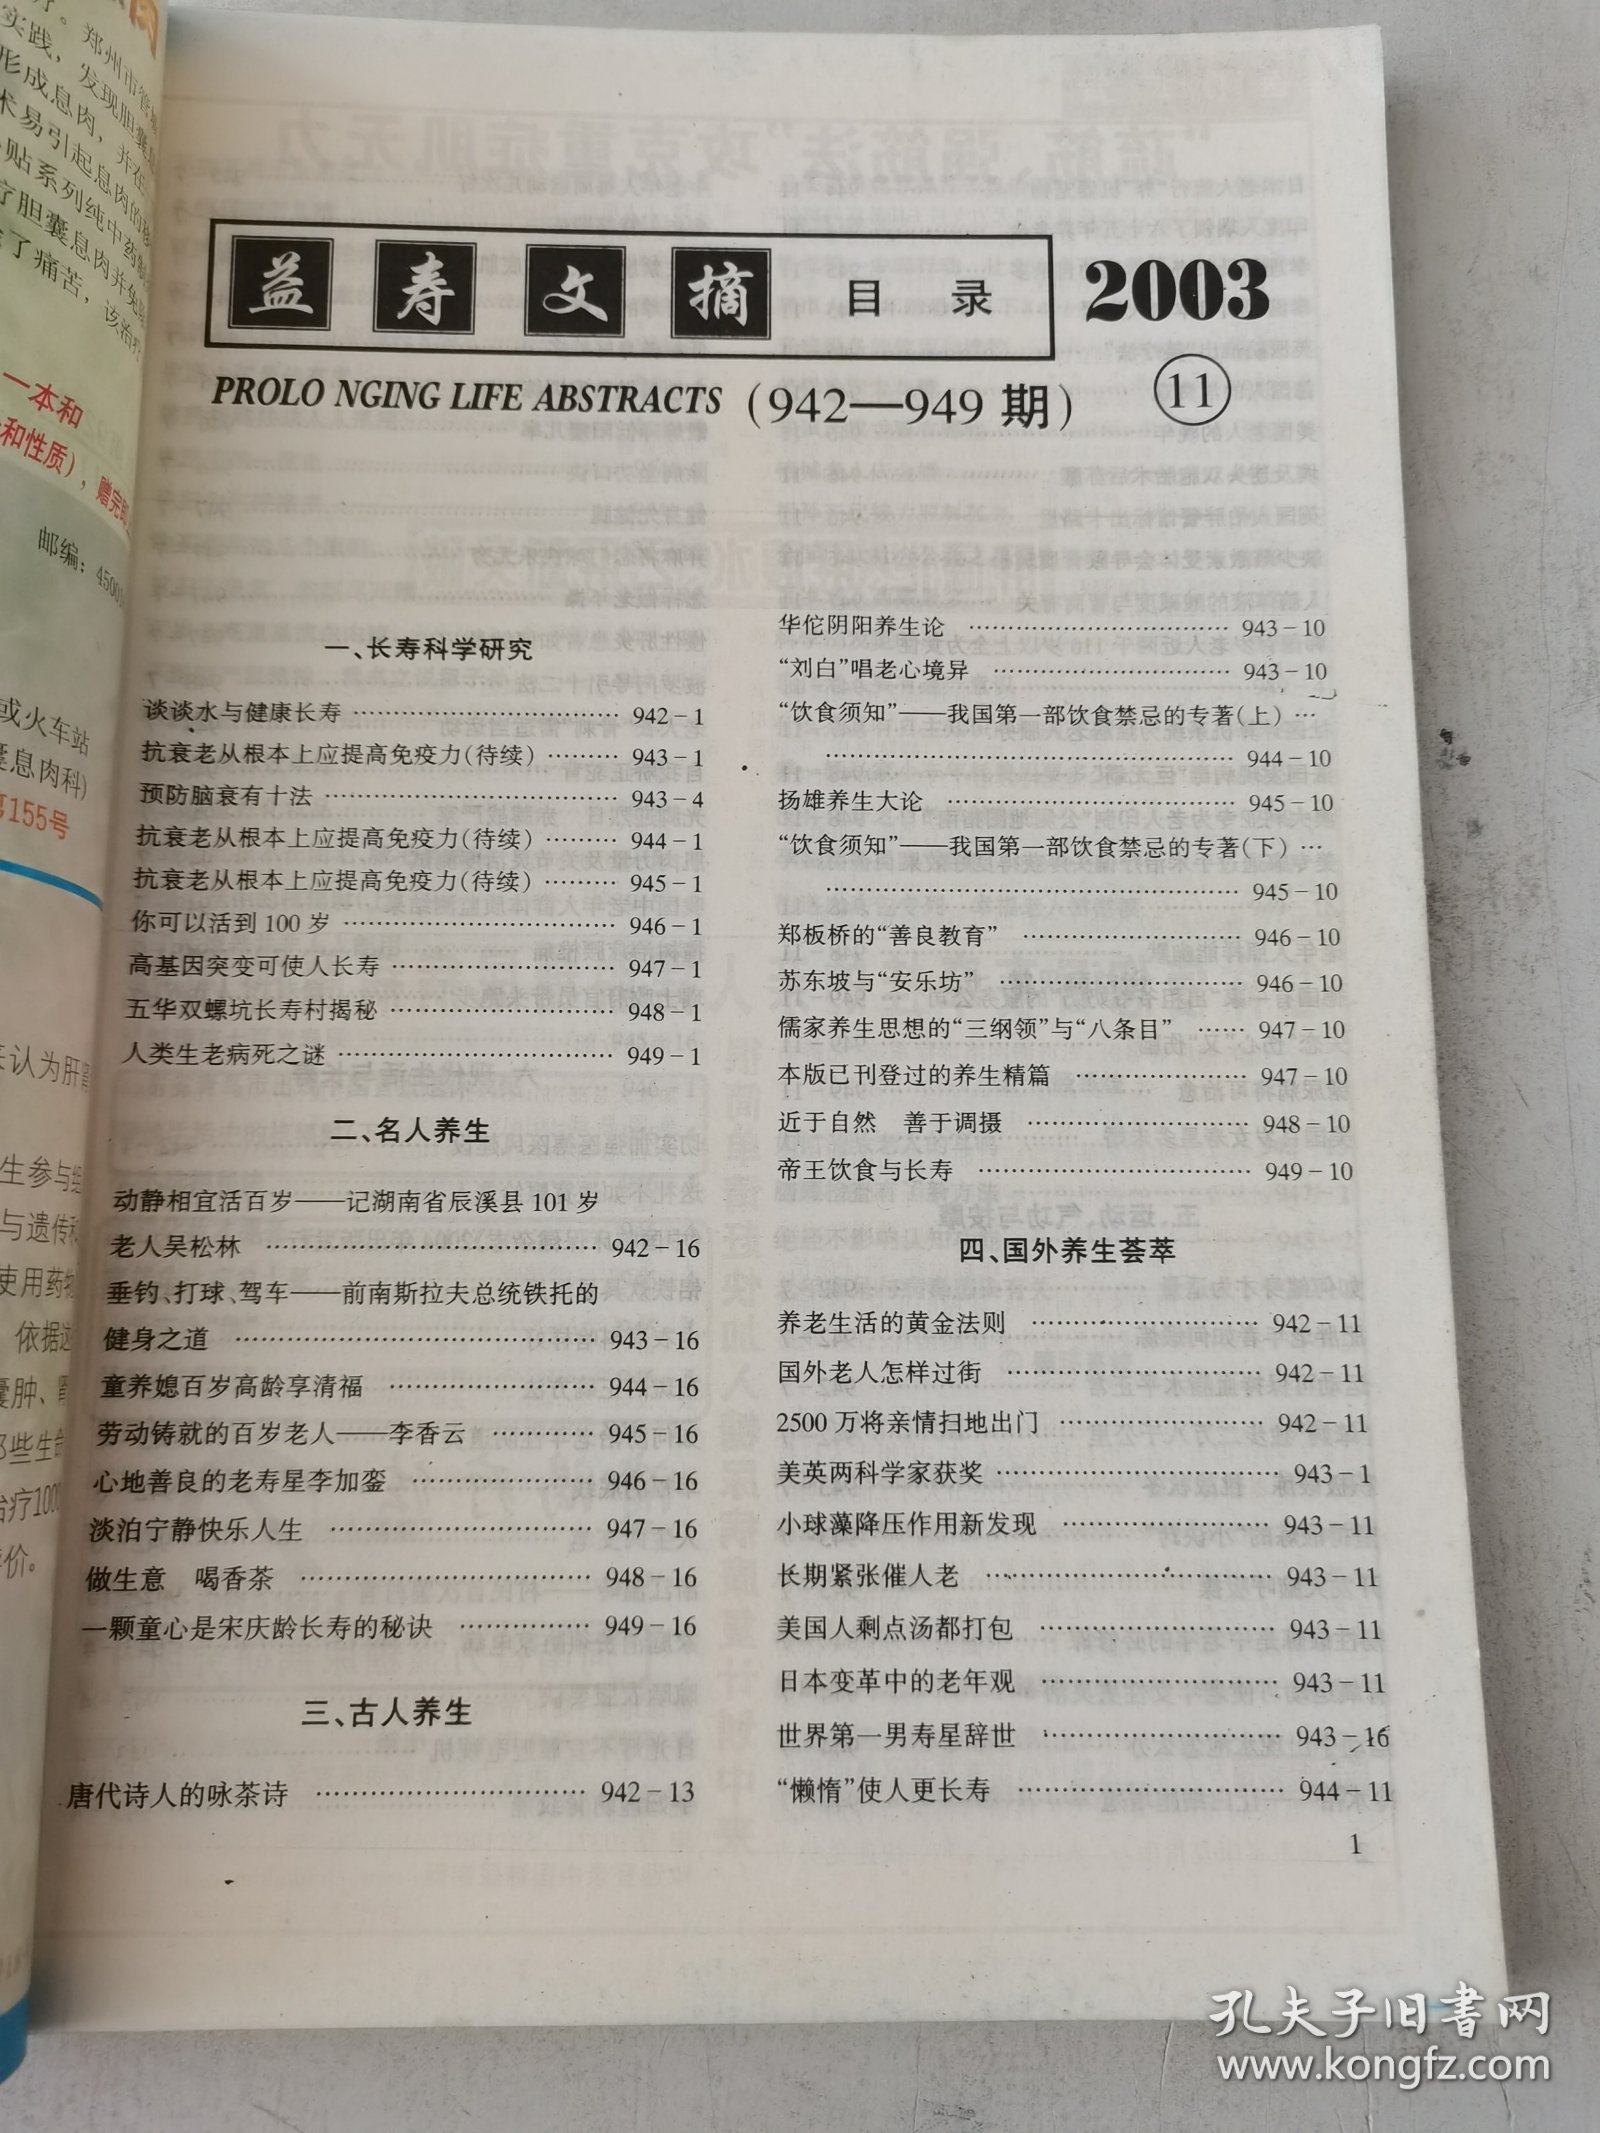 益寿文摘 目录 2003
PROLO NGING LIFE ABSTRACTS (942—949 期) ⑪
一、长寿科学研究
谈谈水与健康长寿 …………………………… 942－1
抗衰老从根本上应提高免疫力(待续) ……… 943－1
预防脑衰有十法 ……………………………… 943－4
抗衰老从根本上应提高免疫力(待续) ……… 944－1
抗衰老从根本上应提高免疫力(待续) ……… 945－1
你可以活到 100 岁 …………………………… 946－1
高基因突变可使人长寿 ……………………… 947－1
五华双螺坑长寿村揭秘 ……………………… 948－1
人类生老病死之谜 …………………………… 949－1
二、名人养生
动静相宜活百岁——记湖南省辰溪县 101 岁
老人吴松林 ………………………………… 942－16
垂钓、打球、驾车——前南斯拉夫总统铁托的
健身之道 …………………………………… 943－16
童养媳百岁高龄享清福 …………………… 944－16
劳动铸就的百岁老人——李香云 ………… 945－16
心地善良的老寿星李加銮 ………………… 946－16
淡泊宁静快乐人生 ………………………… 947－16
做生意　喝香茶 …………………………… 948－16
一颗童心是宋庆龄长寿的秘诀 …………… 949－16
三、古人养生
唐代诗人的咏茶诗 ………………………… 942－13
华佗阴阳养生论 …………………………… 943－10
“刘白”唱老心境异 ……………………… 943－10
“饮食须知”——我国第一部饮食禁忌的专著(上) …
………………………………………… 944－10
扬雄养生大论 ……………………………… 945－10
“饮食须知”——我国第一部饮食禁忌的专著(下) …
………………………………………… 945－10
郑板桥的“善良教育” …………………… 946－10
苏东坡与“安乐坊” ……………………… 946－10
儒家养生思想的“三纲领”与“八条目” …… 947－10
本版已刊登过的养生精篇 ………………… 947－10
近于自然　善于调摄 ……………………… 948－10
帝王饮食与长寿 …………………………… 949－10
四、国外养生荟萃
养老生活的黄金法则 ……………………… 942－11
国外老人怎样过街 ………………………… 942－11
2500 万将亲情扫地出门 …………………… 942－11
美英两科学家获奖 …………………………… 943－1
小球藻降压作用新发现 …………………… 943－11
长期紧张催人老 …………………………… 943－11
美国人剩点汤都打包 ……………………… 943－11
日本变革中的老年观 ……………………… 943－11
世界第一男寿星辞世 ……………………… 943－16
“懒惰”使人更长寿 ……………………… 944－11
1
一本和
邮编：
或火车站
155号
孔夫子旧书网
www.kongfz.com